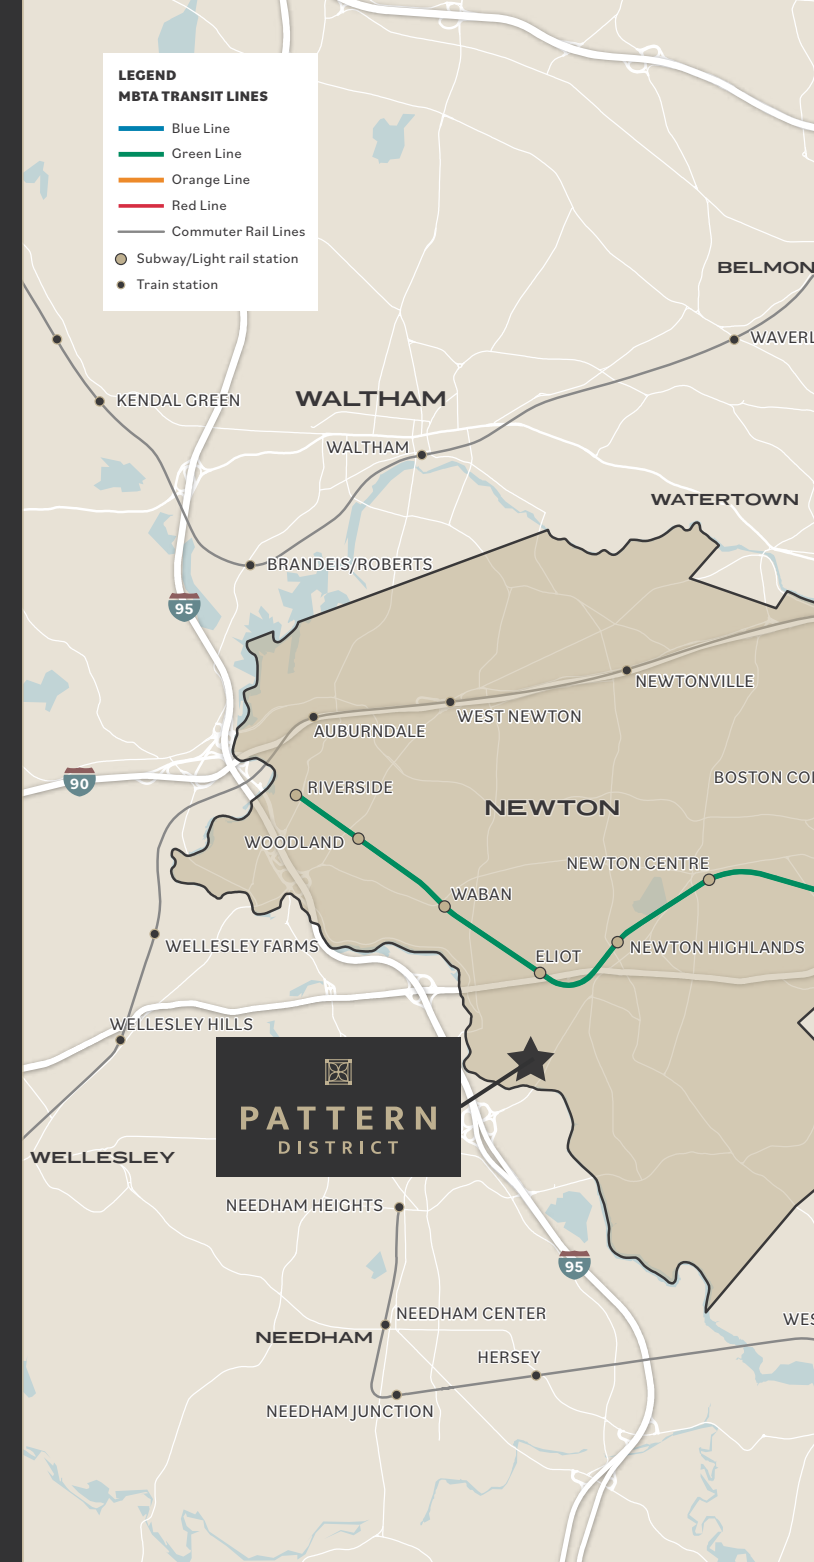 LEGEND
MBTA TRANSIT LINES
Blue Line
Green Line
Orange Line
Red Line
Commuter Rail Lines
Subway/Light rail station
Train station
BELMON
WAVERL
KENDAL GREEN
WALTHAM
WALTHAM
WATERTOWN
BRANDEIS/ROBERTS
95
NEWTONVILLE
WEST NEWTON
AUBURNDALE
90
BOSTON COL
RIVERSIDE
NEWTON
WOODLAND
NEWTON CENTRE
WABAN
WELLESLEY FARMS
ELIOT
NEWTON HIGHLANDS
WELLESLEY HILLS
PATTERN
DISTRICT
WELLESLEY
NEEDHAM HEIGHTS
95
NEEDHAM CENTER
WES
NEEDHAM
HERSEY
NEEDHAM JUNCTION